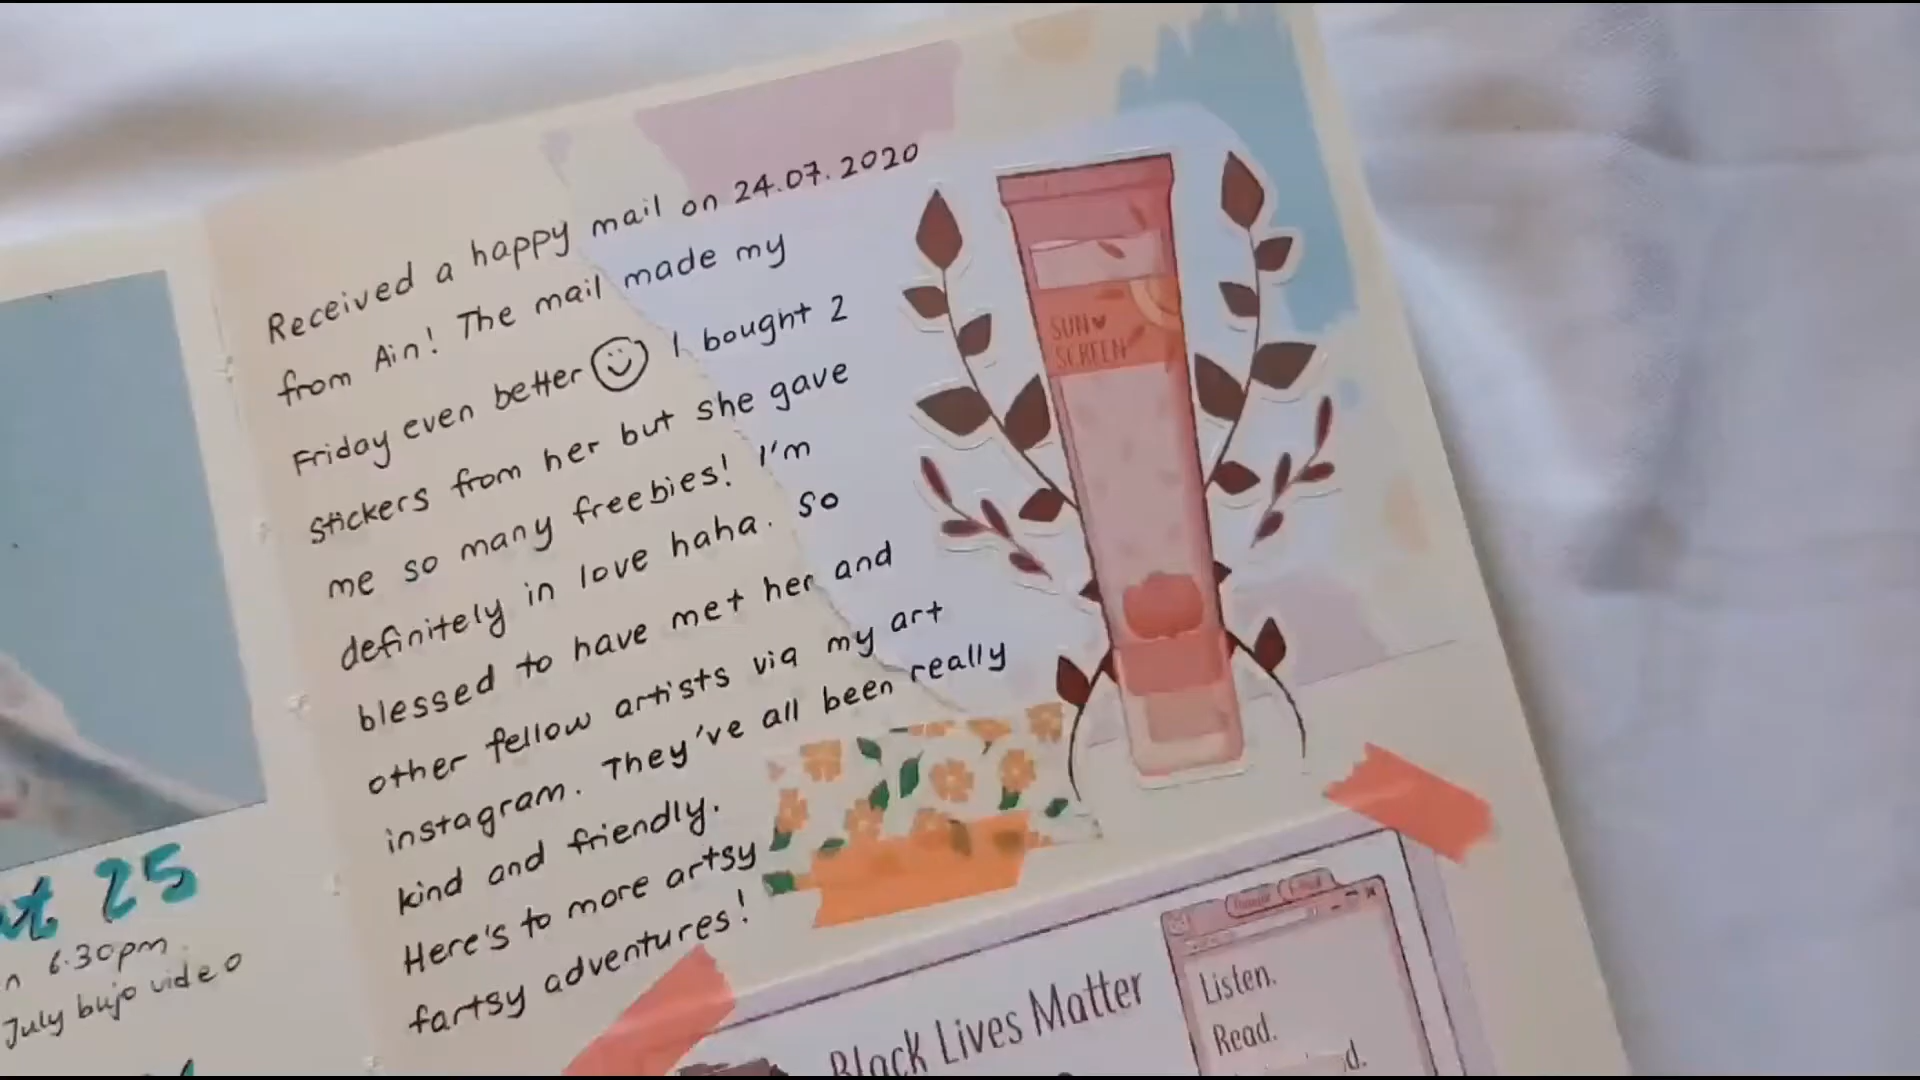 Received a happy mail on 24.07.2020
from Ain! The mail made my
Friday even better I bought 2
stickers from her but she gave
me so many freebies! I'm
definitely in love haha. So
blessed to have met her and
other fellow artists via my art
instagram. They've all been really
kind and friendly.
Here's to more artsy
fartsy adventures!
SUN
SCREEN
25
6.30pm
July bujo video
Black Lives Matter
Listen.
Read.